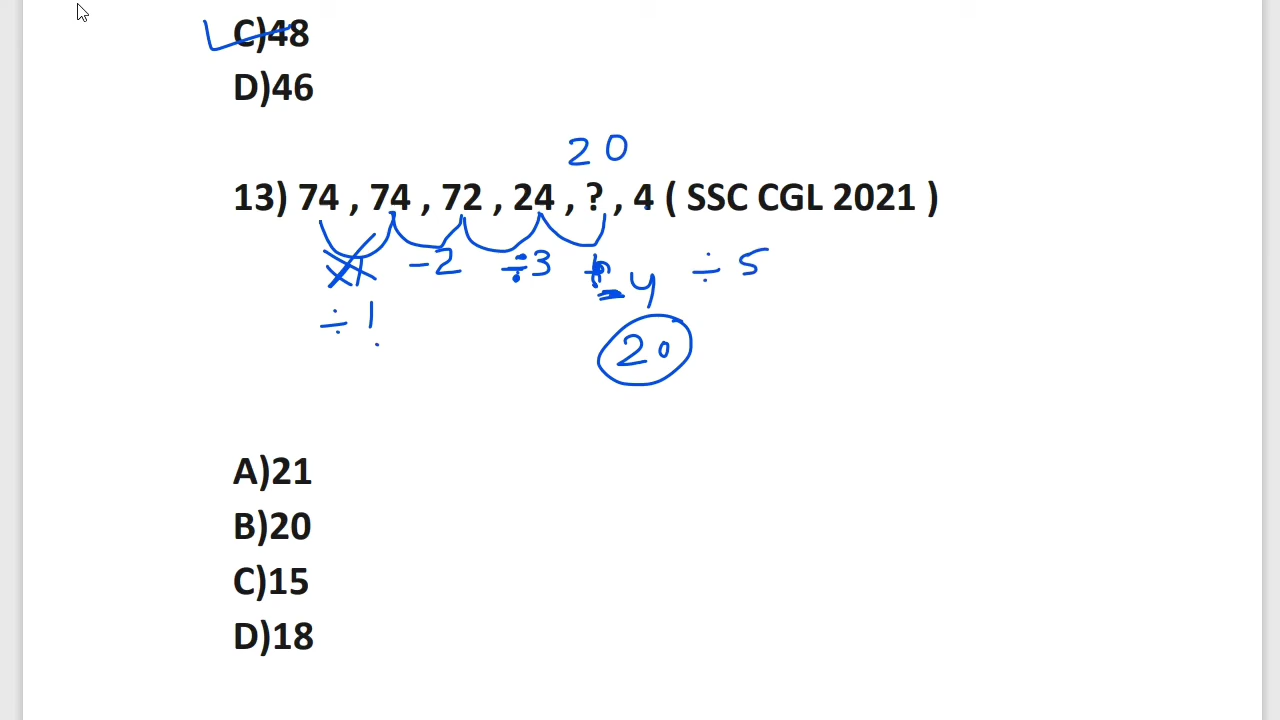 C)48
D)46
20
13) 74 , 74 , 72 , 24 , ? , 4 ( SSC CGL 2021 )
-2 ÷3 -4 ÷5
÷1
20
A)21
B)20
C)15
D)18